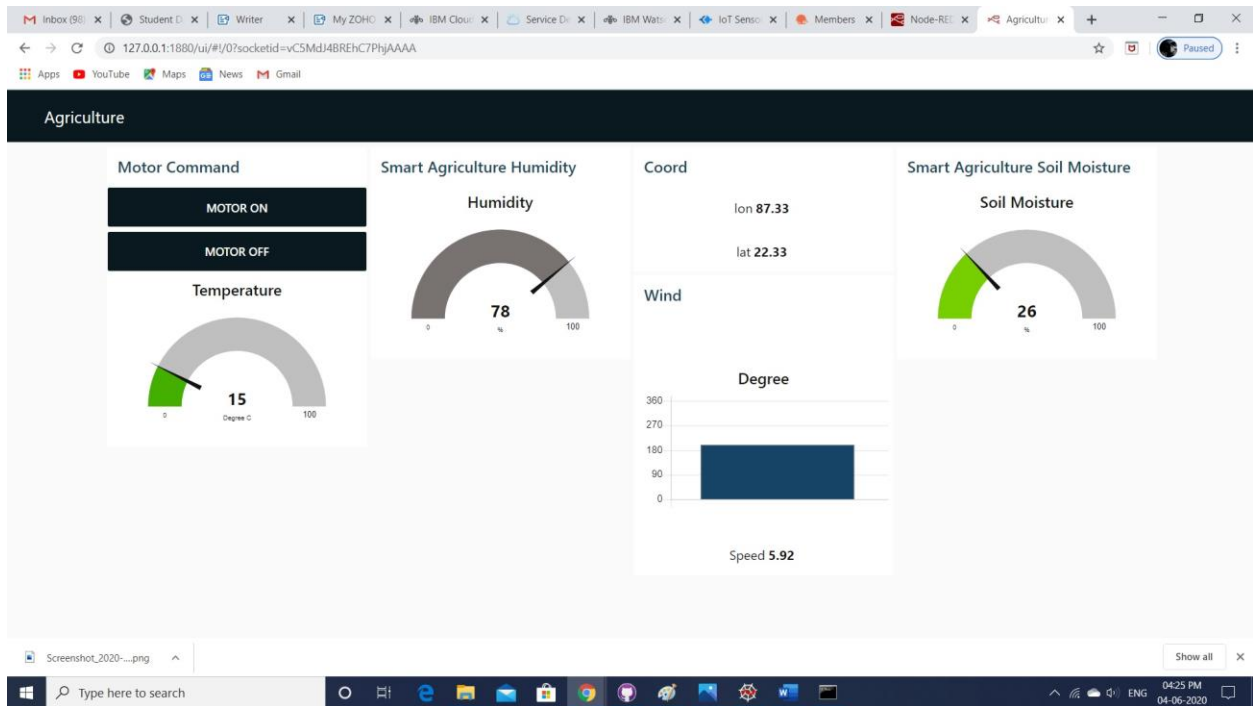 Inbox (98)
Student D
Writer
My ZOHO
IBM Clou
Service De
IBM Wats
IoT Senso
Members
Node-RED
Agricultur
127.0.0.1:1880/ui/#!/0?socketid=vC5MdJ4BREhC7PhjAAAA
Paused
Apps YouTube Maps News Gmail
Agriculture
Motor Command
MOTOR ON
MOTOR OFF
Temperature
15
Degree C
0 100
Smart Agriculture Humidity
Humidity
78
%
0 100
Coord
lon 87.33
lat 22.33
Wind
Degree
360
270
180
90
0
Speed 5.92
Smart Agriculture Soil Moisture
Soil Moisture
26
%
0 100
Screenshot_2020-....png
Show all
Type here to search
ENG
04:25 PM
04-06-2020